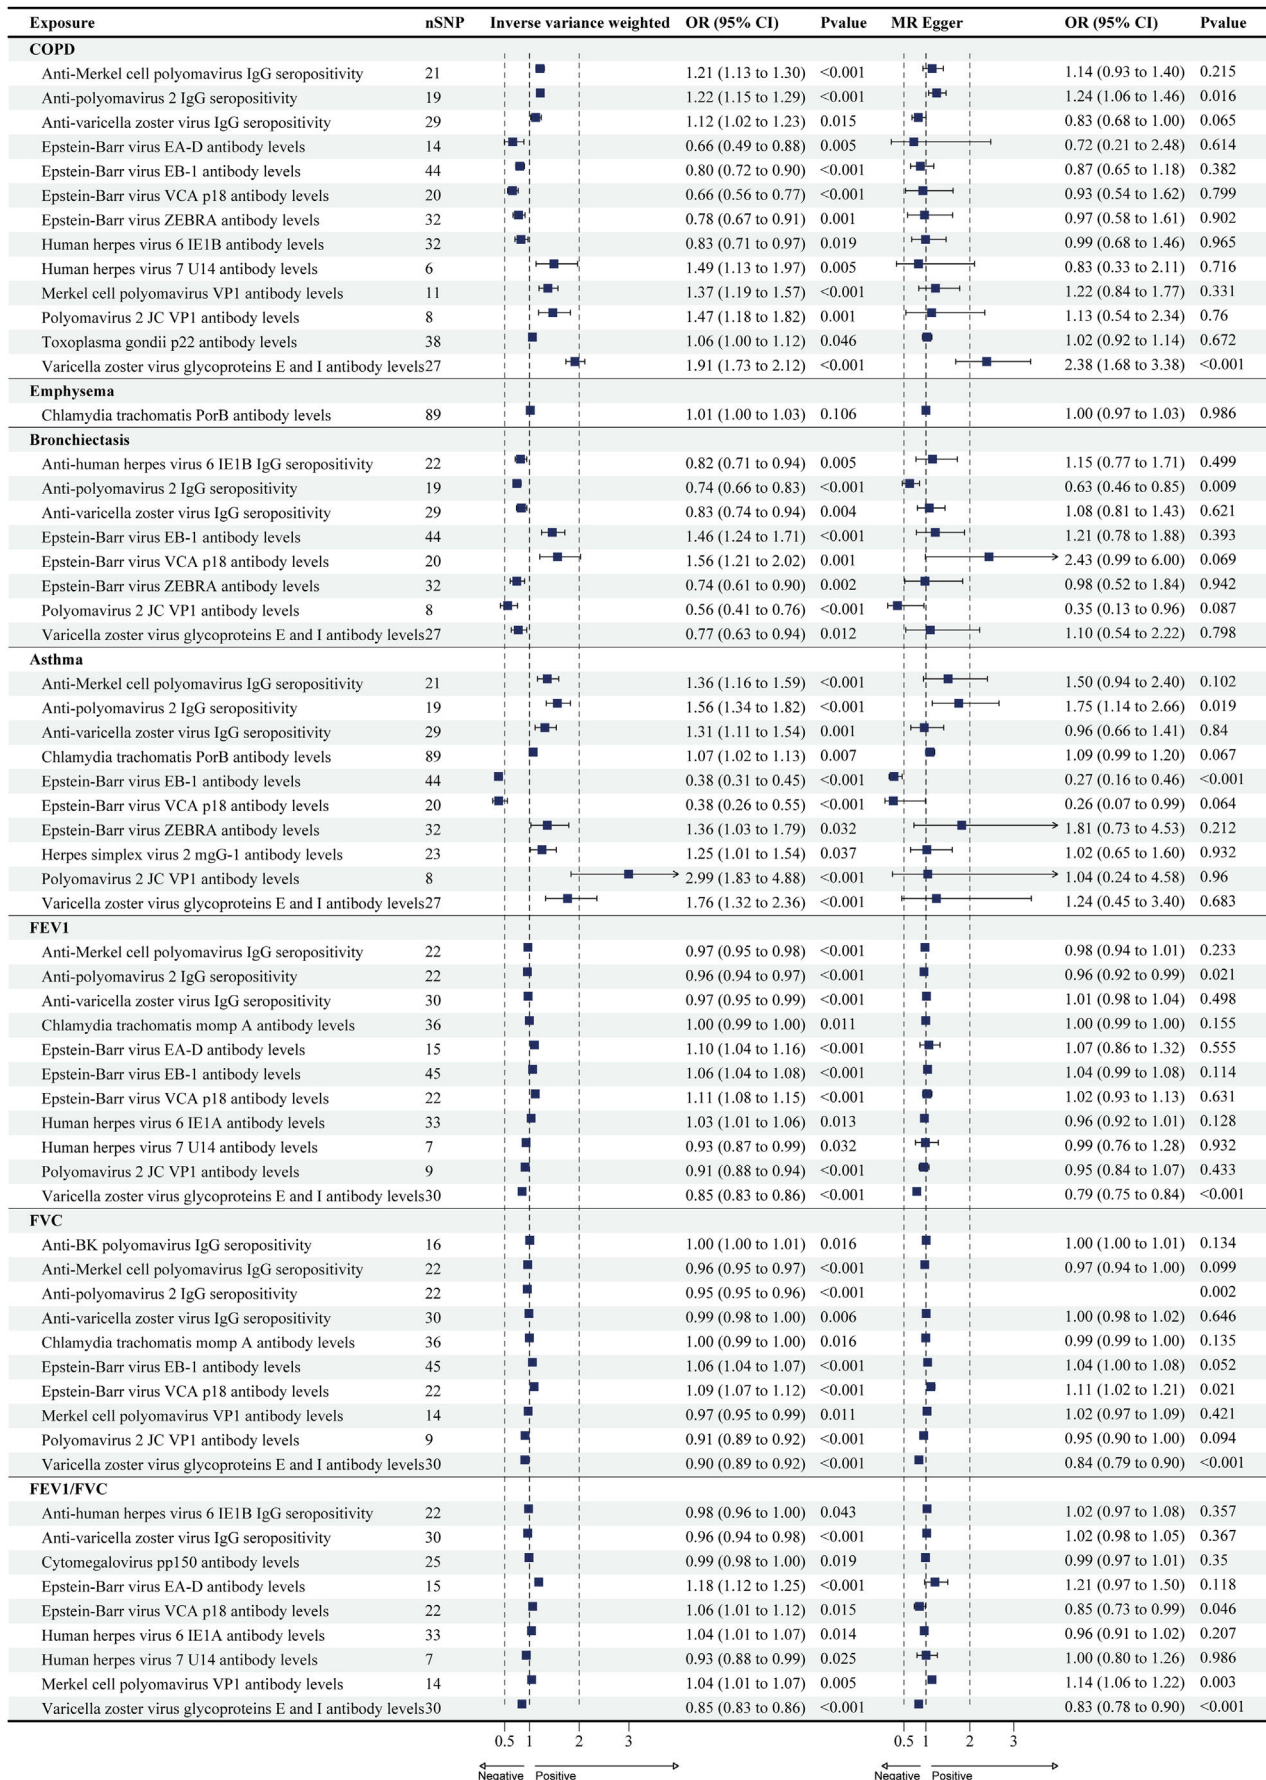 Exposure nSNP Inverse variance weighted OR (95% CI) Pvalue MR Egger OR (95% CI) Pvalue
COPD
Anti-Merkel cell polyomavirus IgG seropositivity 21 1.21 (1.13 to 1.30) <0.001 1.14 (0.93 to 1.40) 0.215
Anti-polyomavirus 2 IgG seropositivity 19 1.22 (1.15 to 1.29) <0.001 1.24 (1.06 to 1.46) 0.016
Anti-varicella zoster virus IgG seropositivity 29 1.12 (1.02 to 1.23) 0.015 0.83 (0.68 to 1.00) 0.065
Epstein-Barr virus EA-D antibody levels 14 0.66 (0.49 to 0.88) 0.005 0.72 (0.21 to 2.48) 0.614
Epstein-Barr virus EB-1 antibody levels 44 0.80 (0.72 to 0.90) <0.001 0.87 (0.65 to 1.18) 0.382
Epstein-Barr virus VCA p18 antibody levels 20 0.66 (0.56 to 0.77) <0.001 0.93 (0.54 to 1.62) 0.799
Epstein-Barr virus ZEBRA antibody levels 32 0.78 (0.67 to 0.91) 0.001 0.97 (0.58 to 1.61) 0.902
Human herpes virus 6 IE1B antibody levels 32 0.83 (0.71 to 0.97) 0.019 0.99 (0.68 to 1.46) 0.965
Human herpes virus 7 U14 antibody levels 6 1.49 (1.13 to 1.97) 0.005 0.83 (0.33 to 2.11) 0.716
Merkel cell polyomavirus VP1 antibody levels 11 1.37 (1.19 to 1.57) <0.001 1.22 (0.84 to 1.77) 0.331
Polyomavirus 2 JC VP1 antibody levels 8 1.47 (1.18 to 1.82) 0.001 1.13 (0.54 to 2.34) 0.76
Toxoplasma gondii p22 antibody levels 38 1.06 (1.00 to 1.12) 0.046 1.02 (0.92 to 1.14) 0.672
Varicella zoster virus glycoproteins E and I antibody levels 27 1.91 (1.73 to 2.12) <0.001 2.38 (1.68 to 3.38) <0.001
Emphysema
Chlamydia trachomatis PorB antibody levels 89 1.01 (1.00 to 1.03) 0.106 1.00 (0.97 to 1.03) 0.986
Bronchiectasis
Anti-human herpes virus 6 IE1B IgG seropositivity 22 0.82 (0.71 to 0.94) 0.005 1.15 (0.77 to 1.71) 0.499
Anti-polyomavirus 2 IgG seropositivity 19 0.74 (0.66 to 0.83) <0.001 0.63 (0.46 to 0.85) 0.009
Anti-varicella zoster virus IgG seropositivity 29 0.83 (0.74 to 0.94) 0.004 1.08 (0.81 to 1.43) 0.621
Epstein-Barr virus EB-1 antibody levels 44 1.46 (1.24 to 1.71) <0.001 1.21 (0.78 to 1.88) 0.393
Epstein-Barr virus VCA p18 antibody levels 20 1.56 (1.21 to 2.02) 0.001 2.43 (0.99 to 6.00) 0.069
Epstein-Barr virus ZEBRA antibody levels 32 0.74 (0.61 to 0.90) 0.002 0.98 (0.52 to 1.84) 0.942
Polyomavirus 2 JC VP1 antibody levels 8 0.56 (0.41 to 0.76) <0.001 0.35 (0.13 to 0.96) 0.087
Varicella zoster virus glycoproteins E and I antibody levels 27 0.77 (0.63 to 0.94) 0.012 1.10 (0.54 to 2.22) 0.798
Asthma
Anti-Merkel cell polyomavirus IgG seropositivity 21 1.36 (1.16 to 1.59) <0.001 1.50 (0.94 to 2.40) 0.102
Anti-polyomavirus 2 IgG seropositivity 19 1.56 (1.34 to 1.82) <0.001 1.75 (1.14 to 2.66) 0.019
Anti-varicella zoster virus IgG seropositivity 29 1.31 (1.11 to 1.54) 0.001 0.96 (0.66 to 1.41) 0.84
Chlamydia trachomatis PorB antibody levels 89 1.07 (1.02 to 1.13) 0.007 1.09 (0.99 to 1.20) 0.067
Epstein-Barr virus EB-1 antibody levels 44 0.38 (0.31 to 0.45) <0.001 0.27 (0.16 to 0.46) <0.001
Epstein-Barr virus VCA p18 antibody levels 20 0.38 (0.26 to 0.55) <0.001 0.26 (0.07 to 0.99) 0.064
Epstein-Barr virus ZEBRA antibody levels 32 1.36 (1.03 to 1.79) 0.032 1.81 (0.73 to 4.53) 0.212
Herpes simplex virus 2 mgG-1 antibody levels 23 1.25 (1.01 to 1.54) 0.037 1.02 (0.65 to 1.60) 0.932
Polyomavirus 2 JC VP1 antibody levels 8 2.99 (1.83 to 4.88) <0.001 1.04 (0.24 to 4.58) 0.96
Varicella zoster virus glycoproteins E and I antibody levels 27 1.76 (1.32 to 2.36) <0.001 1.24 (0.45 to 3.40) 0.683
FEV1
Anti-Merkel cell polyomavirus IgG seropositivity 22 0.97 (0.95 to 0.98) <0.001 0.98 (0.94 to 1.01) 0.233
Anti-polyomavirus 2 IgG seropositivity 22 0.96 (0.94 to 0.97) <0.001 0.96 (0.92 to 0.99) 0.021
Anti-varicella zoster virus IgG seropositivity 30 0.97 (0.95 to 0.99) <0.001 1.01 (0.98 to 1.04) 0.498
Chlamydia trachomatis momp A antibody levels 36 1.00 (0.99 to 1.00) 0.011 1.00 (0.99 to 1.00) 0.155
Epstein-Barr virus EA-D antibody levels 15 1.10 (1.04 to 1.16) <0.001 1.07 (0.86 to 1.32) 0.555
Epstein-Barr virus EB-1 antibody levels 45 1.06 (1.04 to 1.08) <0.001 1.04 (0.99 to 1.08) 0.114
Epstein-Barr virus VCA p18 antibody levels 22 1.11 (1.08 to 1.15) <0.001 1.02 (0.93 to 1.13) 0.631
Human herpes virus 6 IE1A antibody levels 33 1.03 (1.01 to 1.06) 0.013 0.96 (0.92 to 1.01) 0.128
Human herpes virus 7 U14 antibody levels 7 0.93 (0.87 to 0.99) 0.032 0.99 (0.76 to 1.28) 0.932
Polyomavirus 2 JC VP1 antibody levels 9 0.91 (0.88 to 0.94) <0.001 0.95 (0.84 to 1.07) 0.433
Varicella zoster virus glycoproteins E and I antibody levels 30 0.85 (0.83 to 0.86) <0.001 0.79 (0.75 to 0.84) <0.001
FVC
Anti-BK polyomavirus IgG seropositivity 16 1.00 (1.00 to 1.01) 0.016 1.00 (1.00 to 1.01) 0.134
Anti-Merkel cell polyomavirus IgG seropositivity 22 0.96 (0.95 to 0.97) <0.001 0.97 (0.94 to 1.00) 0.099
Anti-polyomavirus 2 IgG seropositivity 22 0.95 (0.95 to 0.96) <0.001 0.002
Anti-varicella zoster virus IgG seropositivity 30 0.99 (0.98 to 1.00) 0.006 1.00 (0.98 to 1.02) 0.646
Chlamydia trachomatis momp A antibody levels 36 1.00 (0.99 to 1.00) 0.016 0.99 (0.99 to 1.00) 0.135
Epstein-Barr virus EB-1 antibody levels 45 1.06 (1.04 to 1.07) <0.001 1.04 (1.00 to 1.08) 0.052
Epstein-Barr virus VCA p18 antibody levels 22 1.09 (1.07 to 1.12) <0.001 1.11 (1.02 to 1.21) 0.021
Merkel cell polyomavirus VP1 antibody levels 14 0.97 (0.95 to 0.99) 0.011 1.02 (0.97 to 1.09) 0.421
Polyomavirus 2 JC VP1 antibody levels 9 0.91 (0.89 to 0.92) <0.001 0.95 (0.90 to 1.00) 0.094
Varicella zoster virus glycoproteins E and I antibody levels 30 0.90 (0.89 to 0.92) <0.001 0.84 (0.79 to 0.90) <0.001
FEV1/FVC
Anti-human herpes virus 6 IE1B IgG seropositivity 22 0.98 (0.96 to 1.00) 0.043 1.02 (0.97 to 1.08) 0.357
Anti-varicella zoster virus IgG seropositivity 30 0.96 (0.94 to 0.98) <0.001 1.02 (0.98 to 1.05) 0.367
Cytomegalovirus pp150 antibody levels 25 0.99 (0.98 to 1.00) 0.019 0.99 (0.97 to 1.01) 0.35
Epstein-Barr virus EA-D antibody levels 15 1.18 (1.12 to 1.25) <0.001 1.21 (0.97 to 1.50) 0.118
Epstein-Barr virus VCA p18 antibody levels 22 1.06 (1.01 to 1.12) 0.015 0.85 (0.73 to 0.99) 0.046
Human herpes virus 6 IE1A antibody levels 33 1.04 (1.01 to 1.07) 0.014 0.96 (0.91 to 1.02) 0.207
Human herpes virus 7 U14 antibody levels 7 0.93 (0.88 to 0.99) 0.025 1.00 (0.80 to 1.26) 0.986
Merkel cell polyomavirus VP1 antibody levels 14 1.04 (1.01 to 1.07) 0.005 1.14 (1.06 to 1.22) 0.003
Varicella zoster virus glycoproteins E and I antibody levels 30 0.85 (0.83 to 0.86) <0.001 0.83 (0.78 to 0.90) <0.001
0.5 1 2 3 0.5 1 2 3
Negative Positive Negative Positive